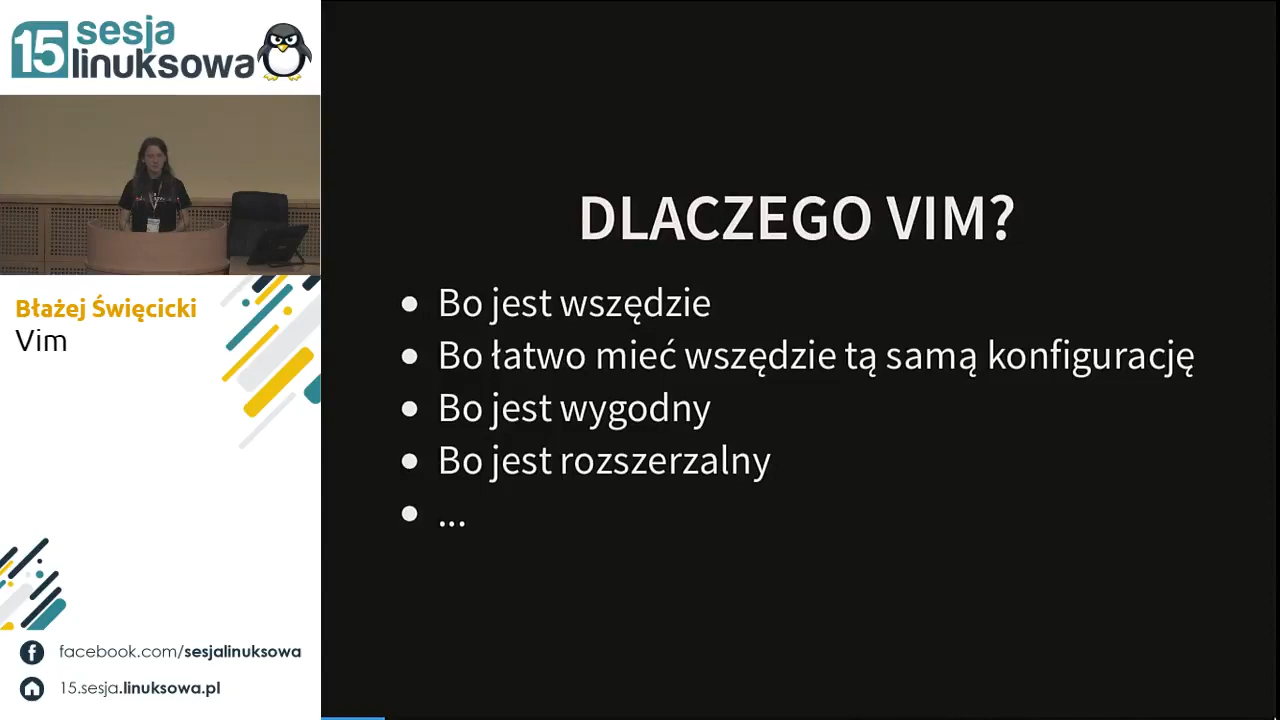 15 sesja
linuksowa
Błażej Święcicki
Vim
facebook.com/sesjalinuksowa
15.sesja.linuksowa.pl
DLACZEGO VIM?
● Bo jest wszędzie
● Bo łatwo mieć wszędzie tą samą konfigurację
● Bo jest wygodny
● Bo jest rozszerzalny
● ...